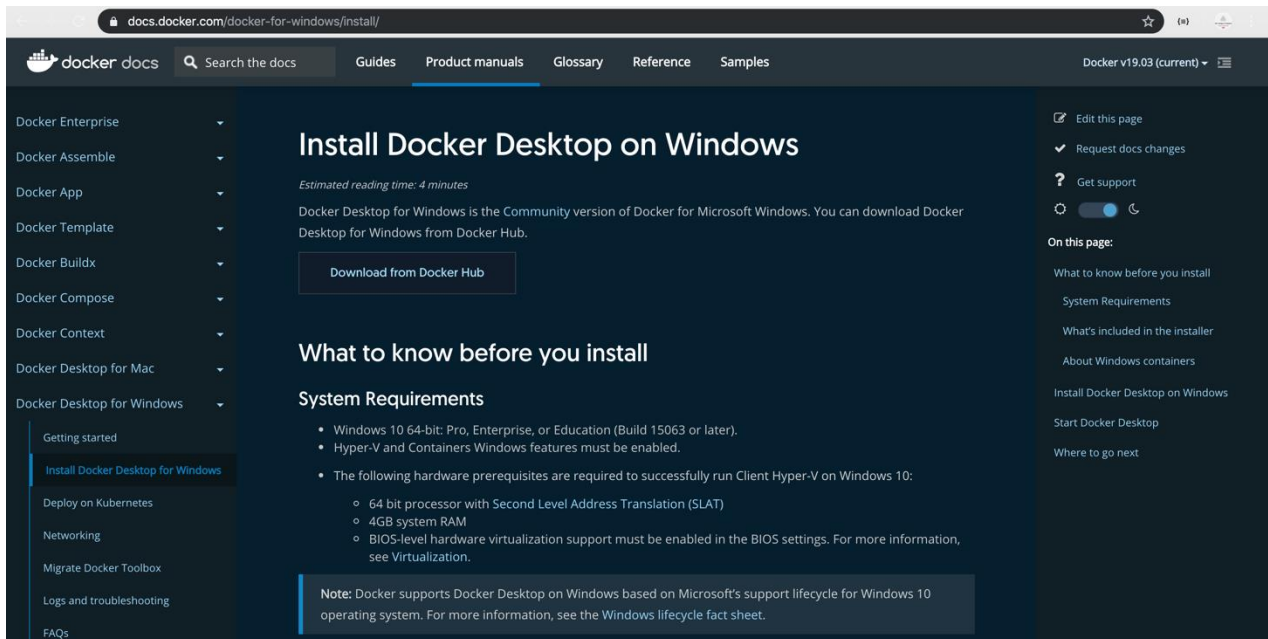 docs.docker.com/docker-for-windows/install/
docker docs
Search the docs
Guides
Product manuals
Glossary
Reference
Samples
Docker v19.03 (current)
Docker Enterprise
Docker Assemble
Docker App
Docker Template
Docker Buildx
Docker Compose
Docker Context
Docker Desktop for Mac
Docker Desktop for Windows
Getting started
Install Docker Desktop for Windows
Deploy on Kubernetes
Networking
Migrate Docker Toolbox
Logs and troubleshooting
FAQs
Install Docker Desktop on Windows
Estimated reading time: 4 minutes
Docker Desktop for Windows is the Community version of Docker for Microsoft Windows. You can download Docker
Desktop for Windows from Docker Hub.
Download from Docker Hub
What to know before you install
System Requirements
• Windows 10 64-bit: Pro, Enterprise, or Education (Build 15063 or later).
• Hyper-V and Containers Windows features must be enabled.
• The following hardware prerequisites are required to successfully run Client Hyper-V on Windows 10:
◦ 64 bit processor with Second Level Address Translation (SLAT)
◦ 4GB system RAM
◦ BIOS-level hardware virtualization support must be enabled in the BIOS settings. For more information,
see Virtualization.
Note: Docker supports Docker Desktop on Windows based on Microsoft's support lifecycle for Windows 10
operating system. For more information, see the Windows lifecycle fact sheet.
Edit this page
Request docs changes
? Get support
On this page:
What to know before you install
System Requirements
What's included in the installer
About Windows containers
Install Docker Desktop on Windows
Start Docker Desktop
Where to go next